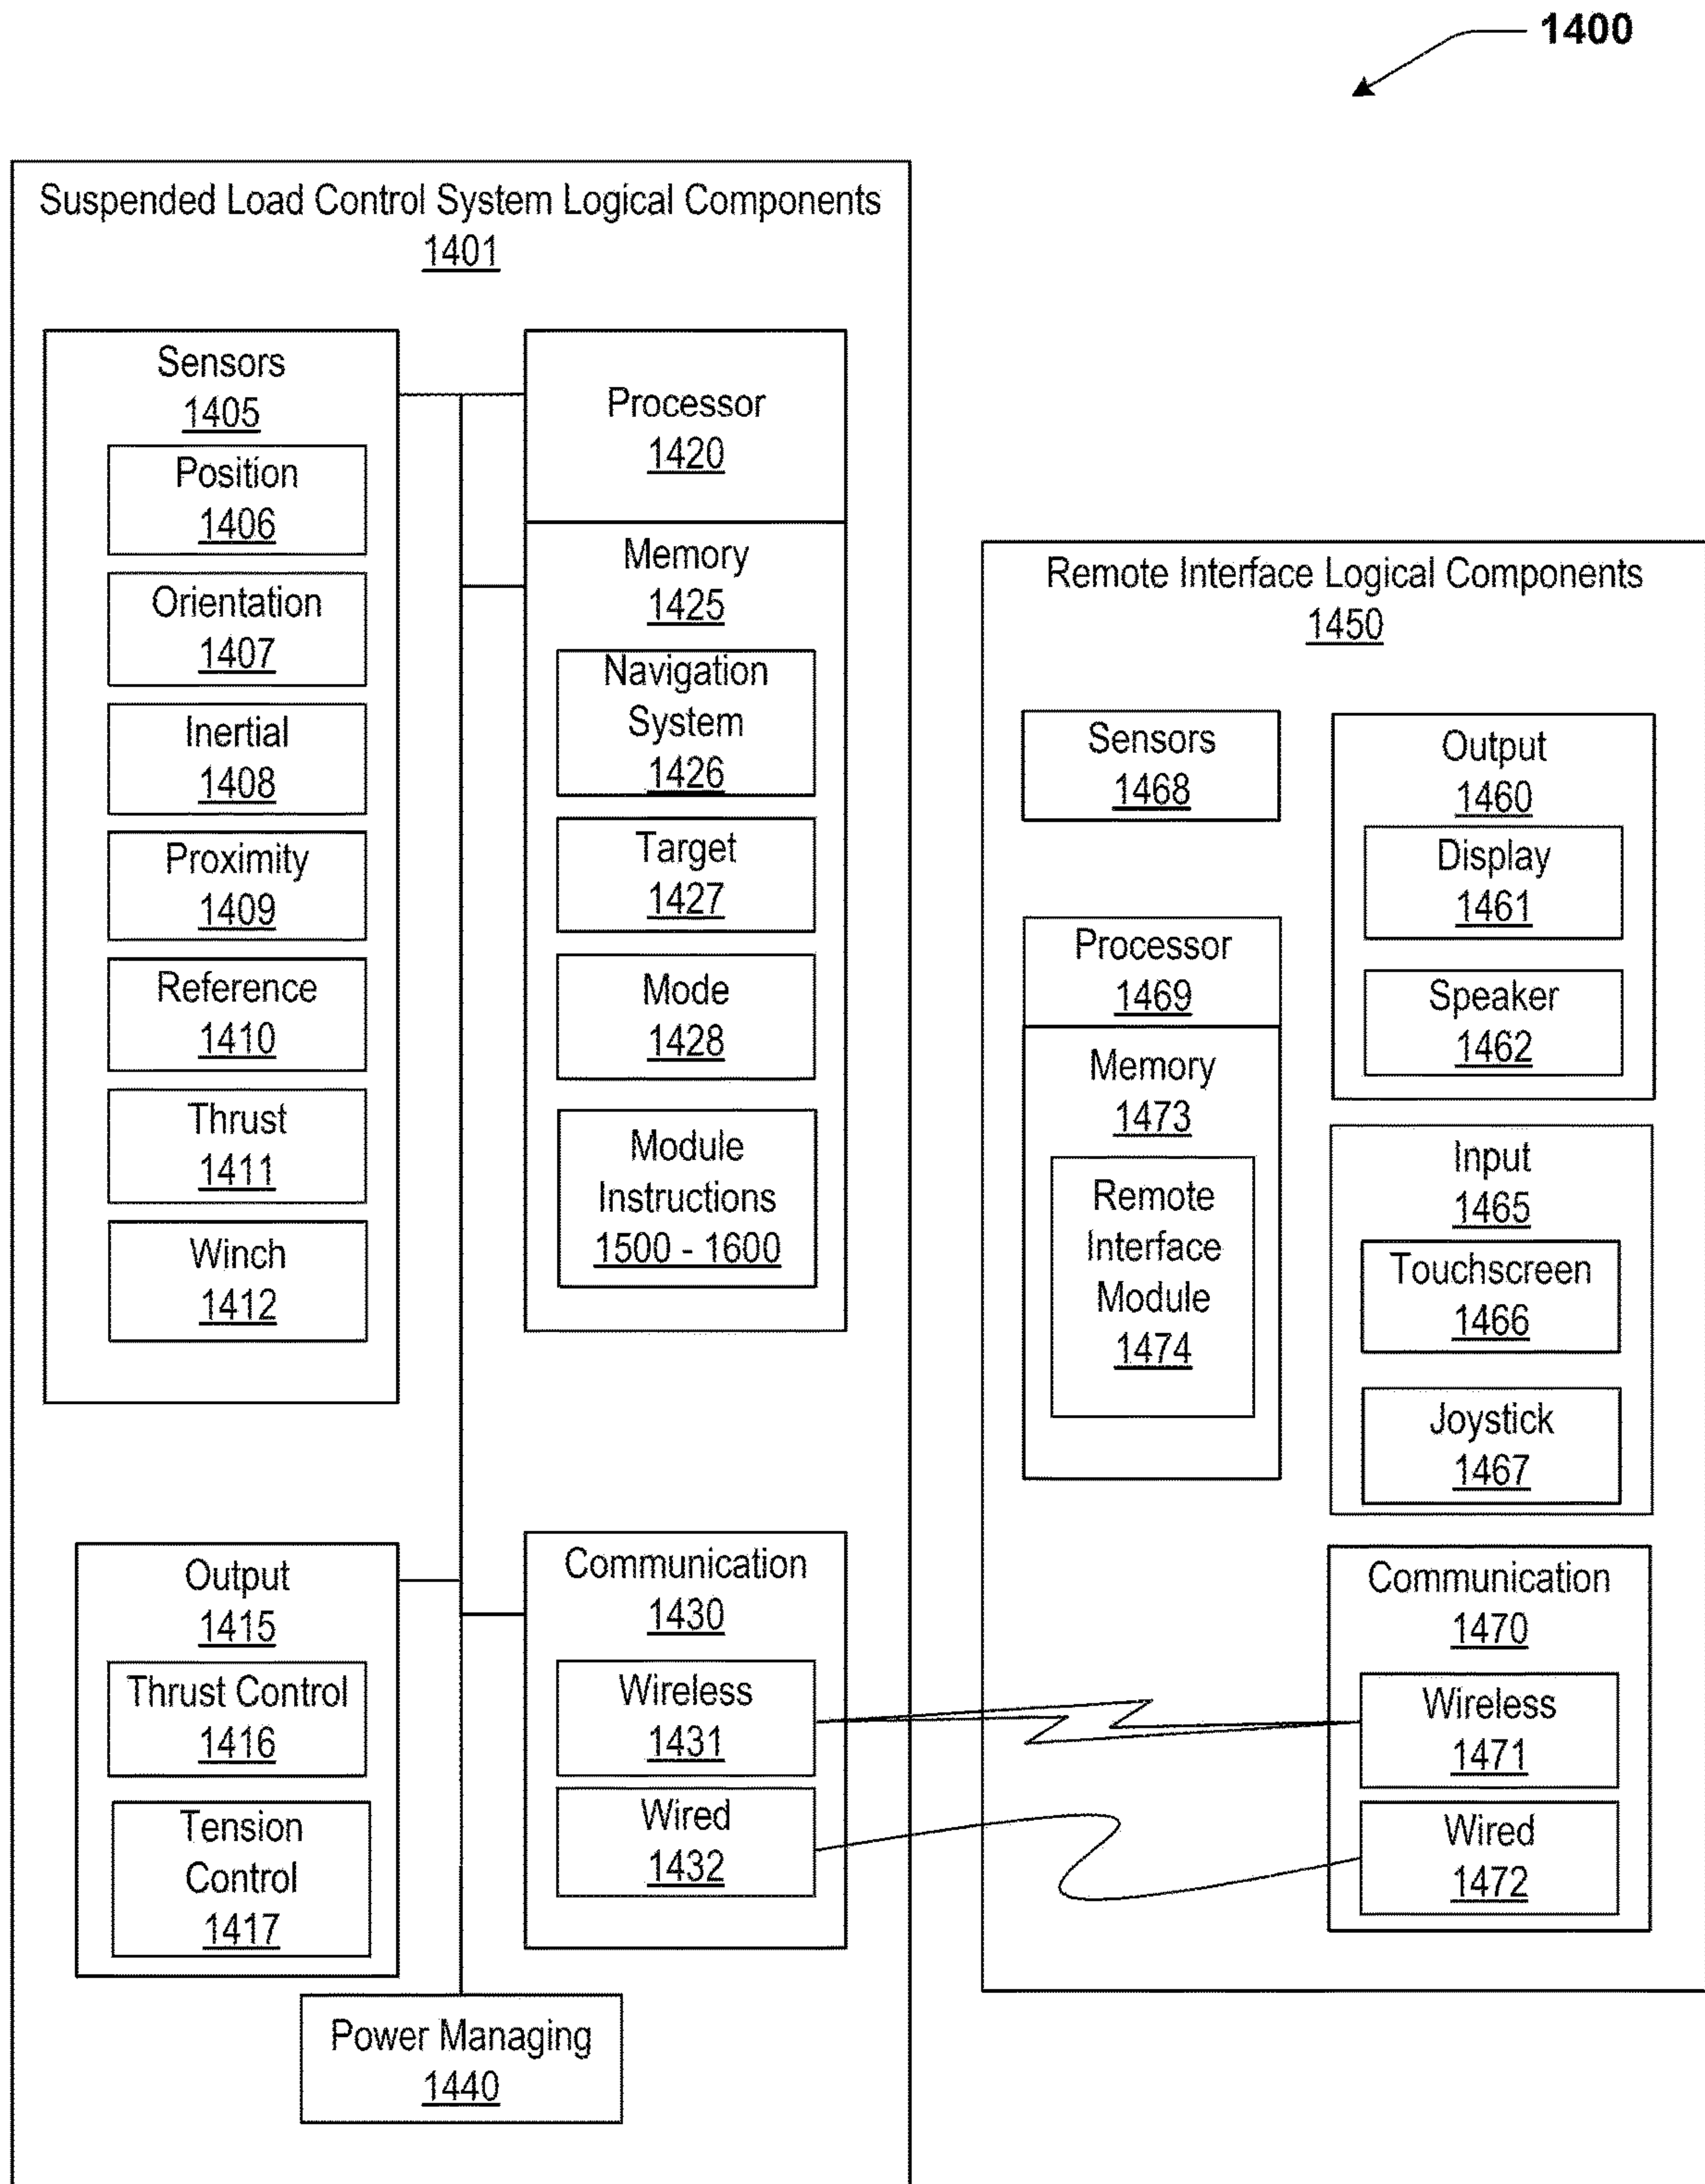 1400
Suspended Load Control System Logical Components
1401
Sensors
1405
Position
1406
Orientation
1407
Inertial
1408
Proximity
1409
Reference
1410
Thrust
1411
Winch
1412
Processor
1420
Memory
1425
Navigation
System
1426
Target
1427
Mode
1428
Module
Instructions
1500 - 1600
Output
1415
Thrust Control
1416
Tension
Control
1417
Communication
1430
Wireless
1431
Wired
1432
Power Managing
1440
Remote Interface Logical Components
1450
Sensors
1468
Processor
1469
Memory
1473
Remote
Interface
Module
1474
Output
1460
Display
1461
Speaker
1462
Input
1465
Touchscreen
1466
Joystick
1467
Communication
1470
Wireless
1471
Wired
1472